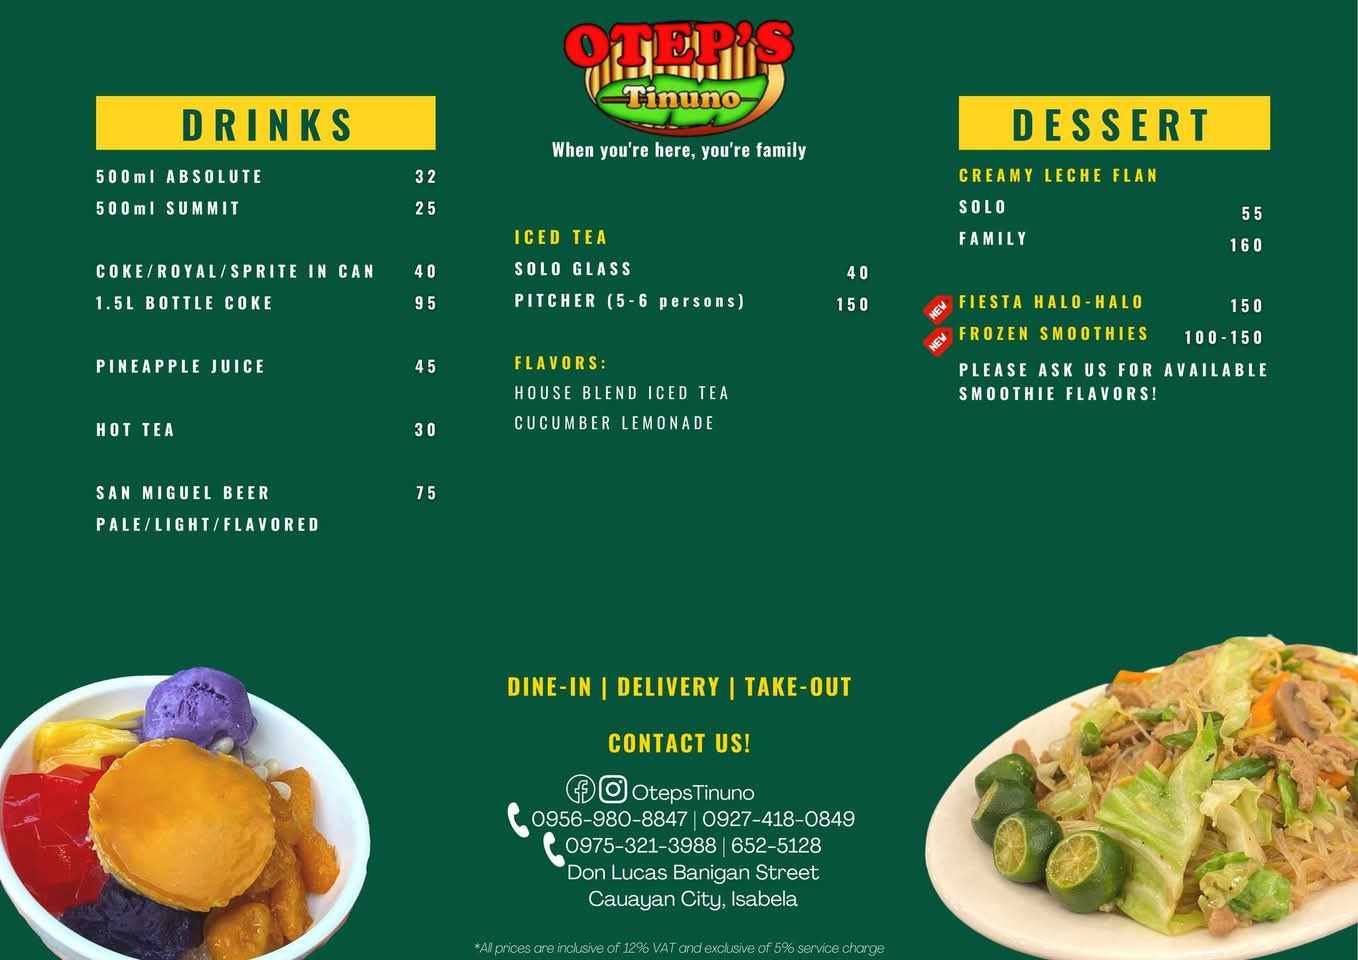 OTEP'S
Tinuno
When you're here, you're family
DRINKS
500ml ABSOLUTE 32
500ml SUMMIT 25
COKE/ROYAL/SPRITE IN CAN 40
1.5L BOTTLE COKE 95
PINEAPPLE JUICE 45
HOT TEA 30
SAN MIGUEL BEER 75
PALE/LIGHT/FLAVORED
ICED TEA
SOLO GLASS 40
PITCHER (5-6 persons) 150
FLAVORS:
HOUSE BLEND ICED TEA
CUCUMBER LEMONADE
DESSERT
CREAMY LECHE FLAN
SOLO 55
FAMILY 160
NEW FIESTA HALO-HALO 150
NEW FROZEN SMOOTHIES 100-150
PLEASE ASK US FOR AVAILABLE
SMOOTHIE FLAVORS!
DINE-IN | DELIVERY | TAKE-OUT
CONTACT US!
OtepsTinuno
0956-980-8847 | 0927-418-0849
0975-321-3988 | 652-5128
Don Lucas Banigan Street
Cauayan City, Isabela
*All prices are inclusive of 12% VAT and exclusive of 5% service charge